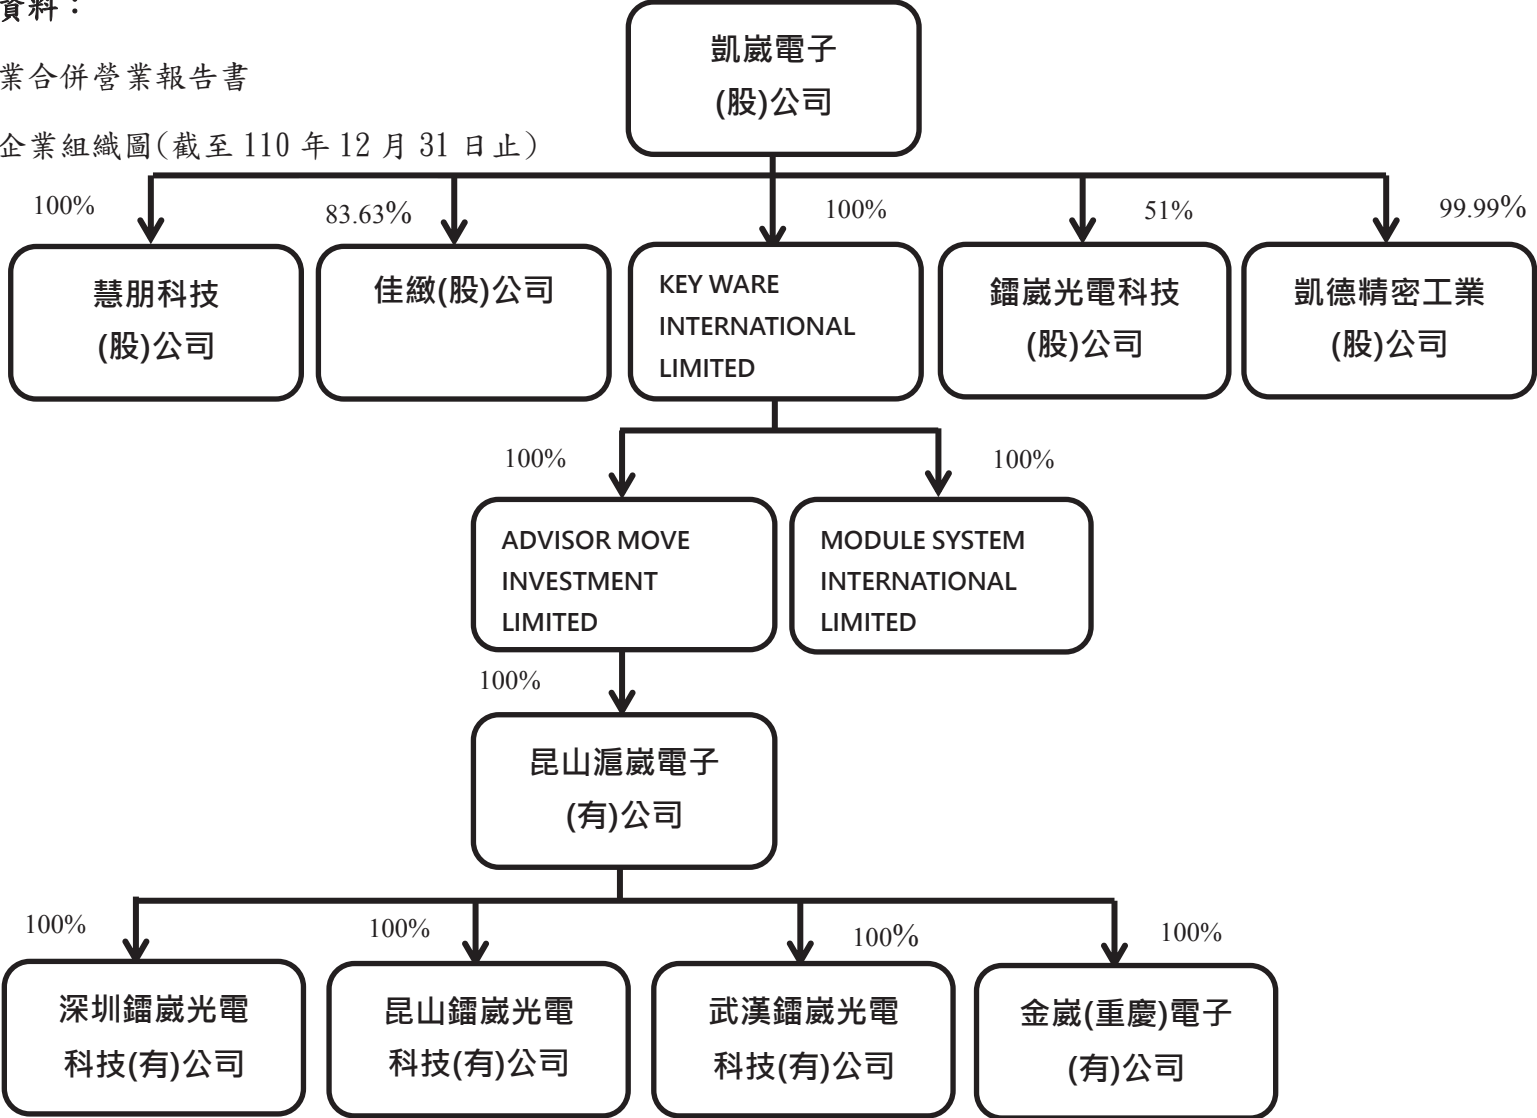 資料：
業合併營業報告書
企業組織圖(截至 110 年 12 月 31 日止)
凱崴電子
(股)公司
100%
83.63%
100%
51%
99.99%
慧朋科技
(股)公司
佳緻(股)公司
KEY WARE
INTERNATIONAL
LIMITED
鐳崴光電科技
(股)公司
凱德精密工業
(股)公司
100%
100%
ADVISOR MOVE
INVESTMENT
LIMITED
MODULE SYSTEM
INTERNATIONAL
LIMITED
100%
昆山滬崴電子
(有)公司
100%
100%
100%
100%
深圳鐳崴光電
科技(有)公司
昆山鐳崴光電
科技(有)公司
武漢鐳崴光電
科技(有)公司
金崴(重慶)電子
(有)公司